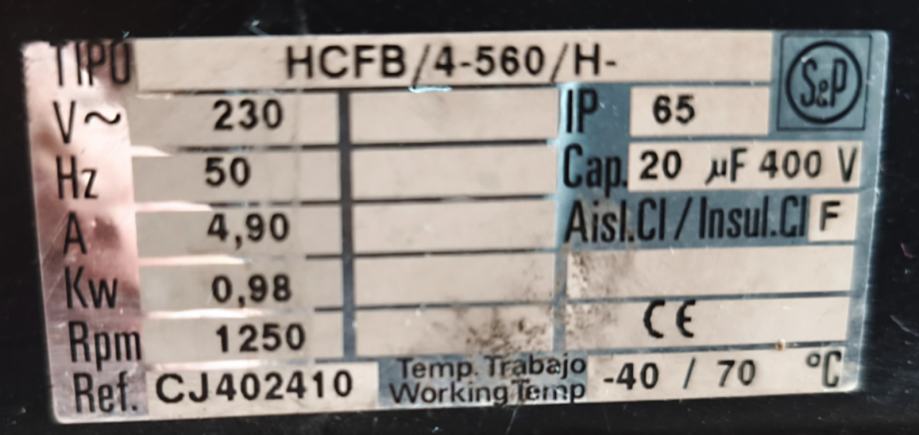 TIPO HCFB/4-560/H- S&P
V~ 230 IP 65
Hz 50 Cap. 20 µF 400 V
A 4,90 Aisl.Cl / Insul.Cl F
Kw 0,98
Rpm 1250 CE
Ref. CJ402410 Temp. Trabajo -40 / 70 °C
Working Temp